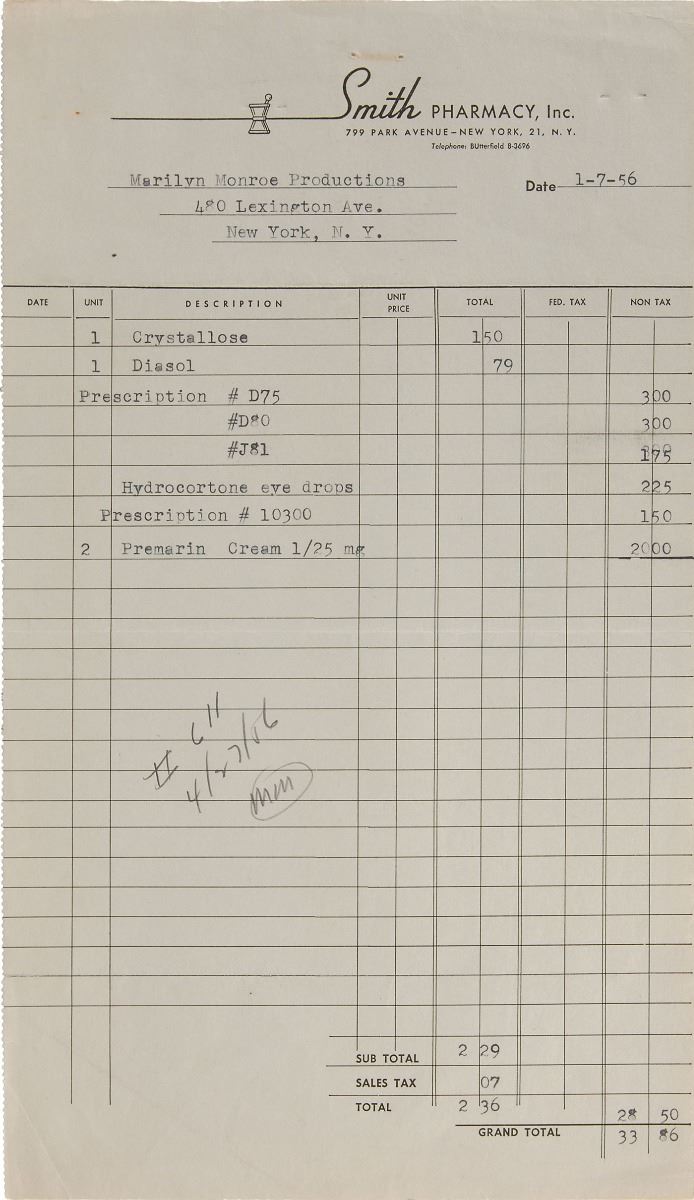 Smith PHARMACY, Inc.
799 PARK AVENUE-NEW YORK, 21, N. Y.
Telephone: BUtterfield 8-3696
Marilyn Monroe Productions
Date 1-7-56
480 Lexington Ave.
New York, N. Y.
DATE UNIT DESCRIPTION UNIT PRICE TOTAL FED. TAX NON TAX
1 Crystallose 150
1 Diasol 79
Prescription # D75 300
#D80 300
#J81 175
Hydrocortone eye drops 225
Prescription # 10300 150
2 Premarin Cream 1/25 mg 2000
# 611
4/27/56
mm
SUB TOTAL 2 29
SALES TAX 07
TOTAL 2 36
28 50
GRAND TOTAL 33 86